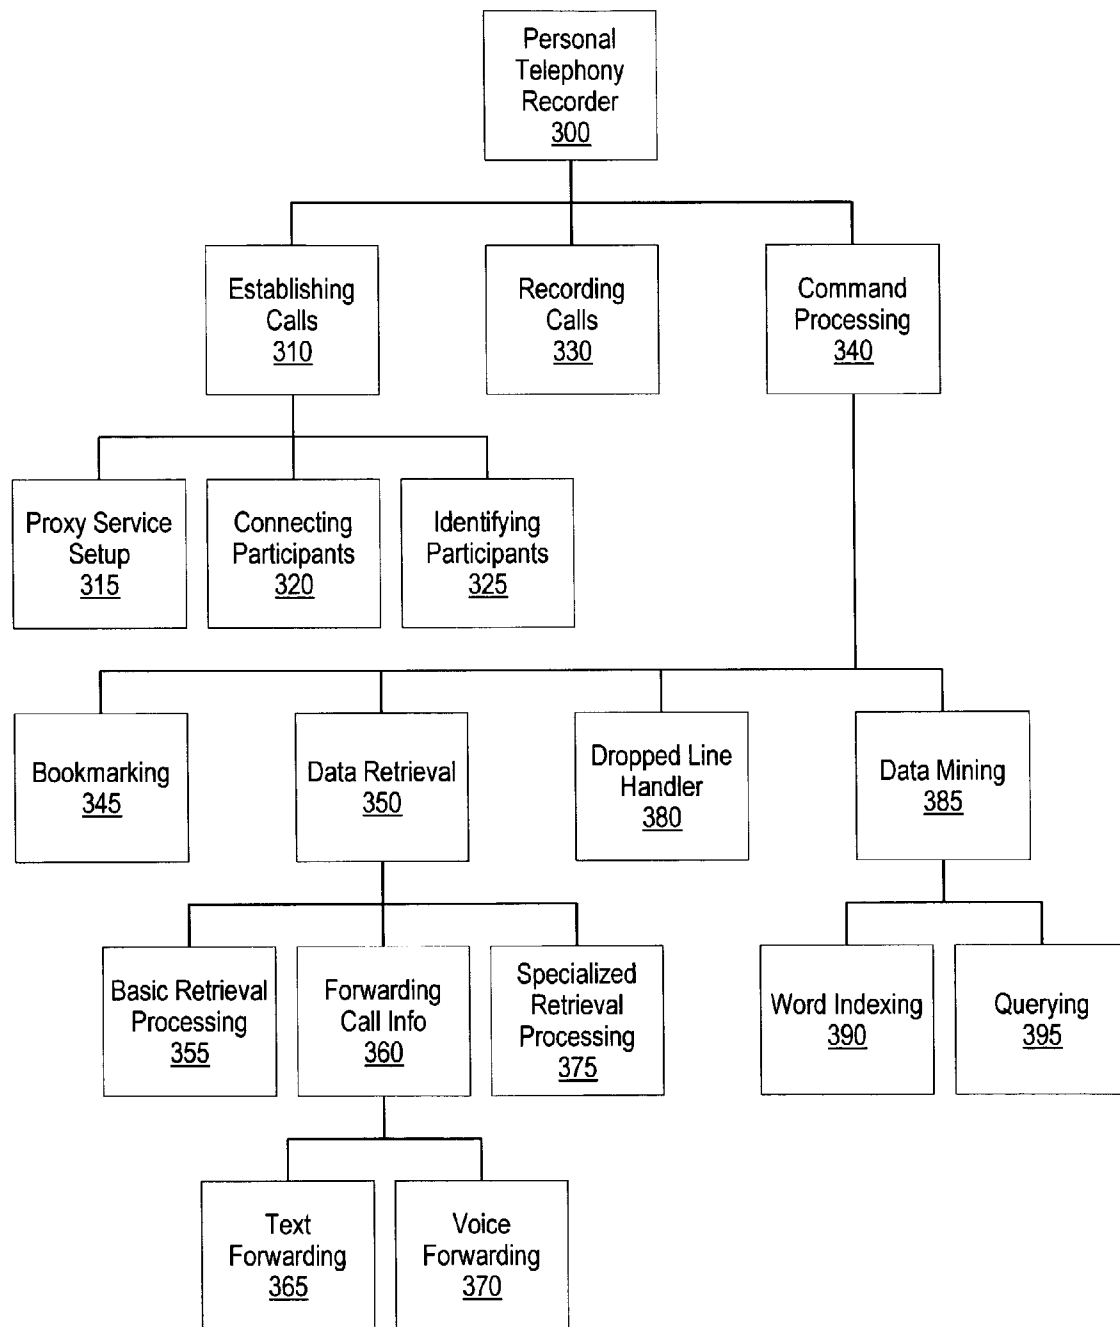 Personal
Telephony
Recorder
300
Establishing
Calls
310
Recording
Calls
330
Command
Processing
340
Proxy Service
Setup
315
Connecting
Participants
320
Identifying
Participants
325
Bookmarking
345
Data Retrieval
350
Dropped Line
Handler
380
Data Mining
385
Basic Retrieval
Processing
355
Forwarding
Call Info
360
Specialized
Retrieval
Processing
375
Word Indexing
390
Querying
395
Text
Forwarding
365
Voice
Forwarding
370